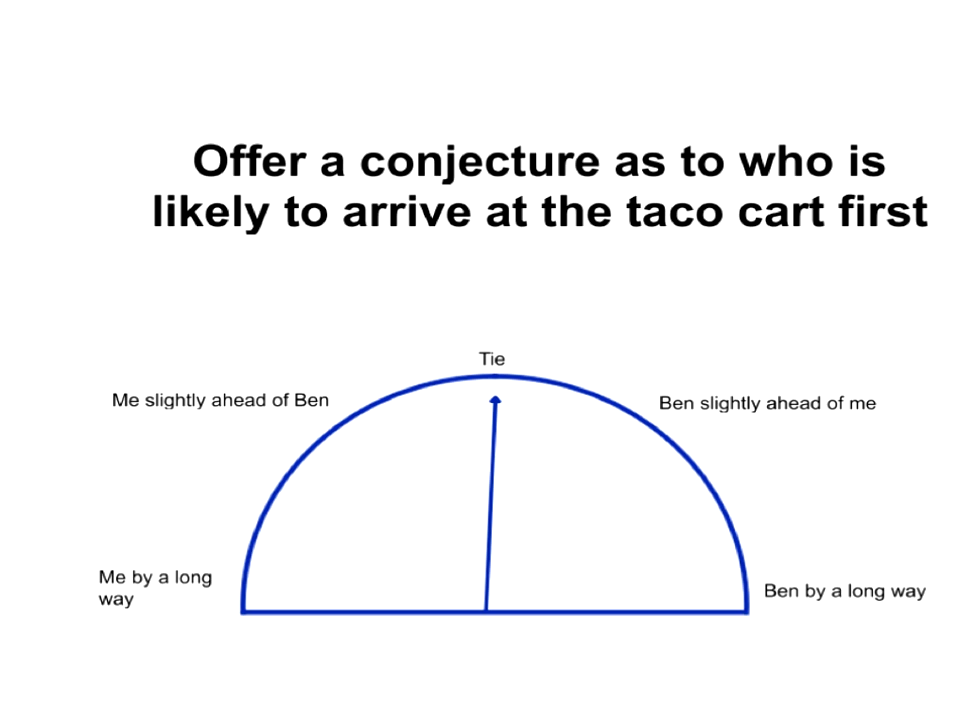 Offer a conjecture as to who is
likely to arrive at the taco cart first
Tie
Me slightly ahead of Ben
Ben slightly ahead of me
Me by a long
way
Ben by a long way